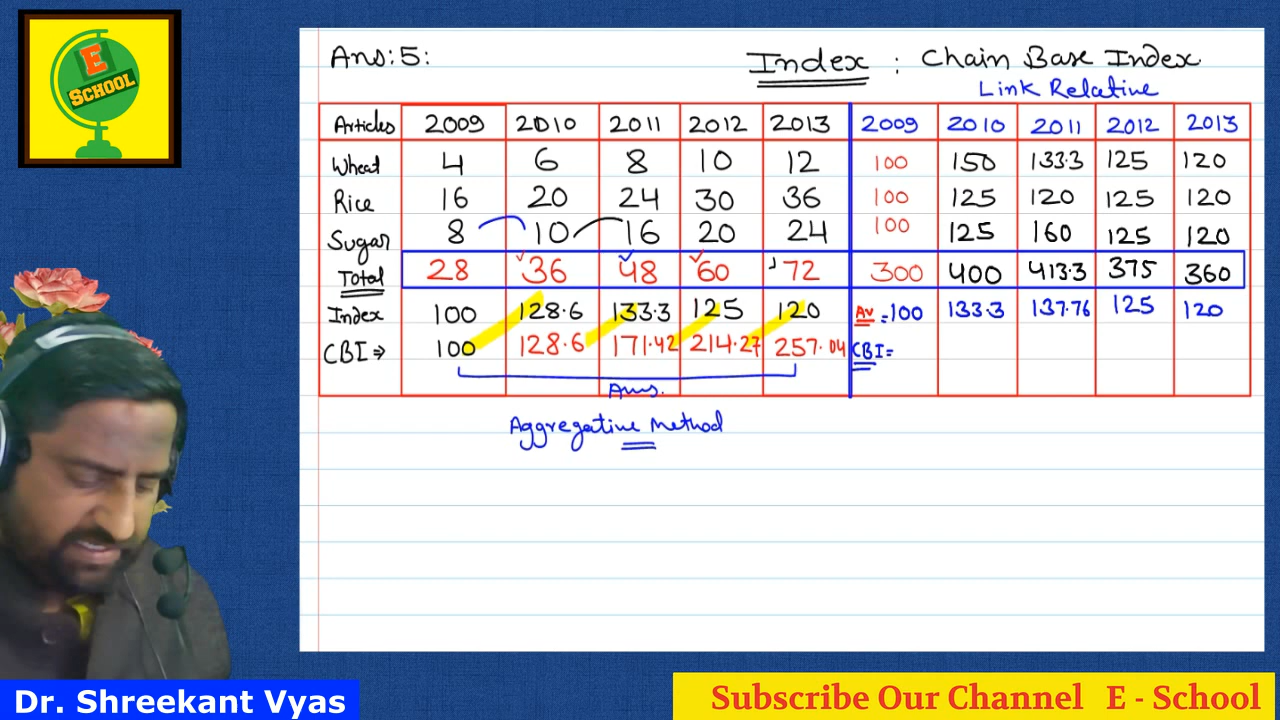 E
SCHOOL
Ans:5:
Index : Chain Base Index
Link Relative
Articles 2009 2010 2011 2012 2013 2009 2010 2011 2012 2013
Wheat 4 6 8 10 12 100 150 133.3 125 120
Rice 16 20 24 30 36 100 125 120 125 120
Sugar 8 10 16 20 24 100 125 160 125 120
Total 28 36 48 60 72 300 400 413.3 375 360
Index 100 128.6 133.3 125 120 Av = 100 133.3 137.76 125 120
CBI ⇒ 100 128.6 171.42 214.27 257.04 CBI =
Ans.
Aggregative Method
Dr. Shreekant Vyas
Subscribe Our Channel E - School